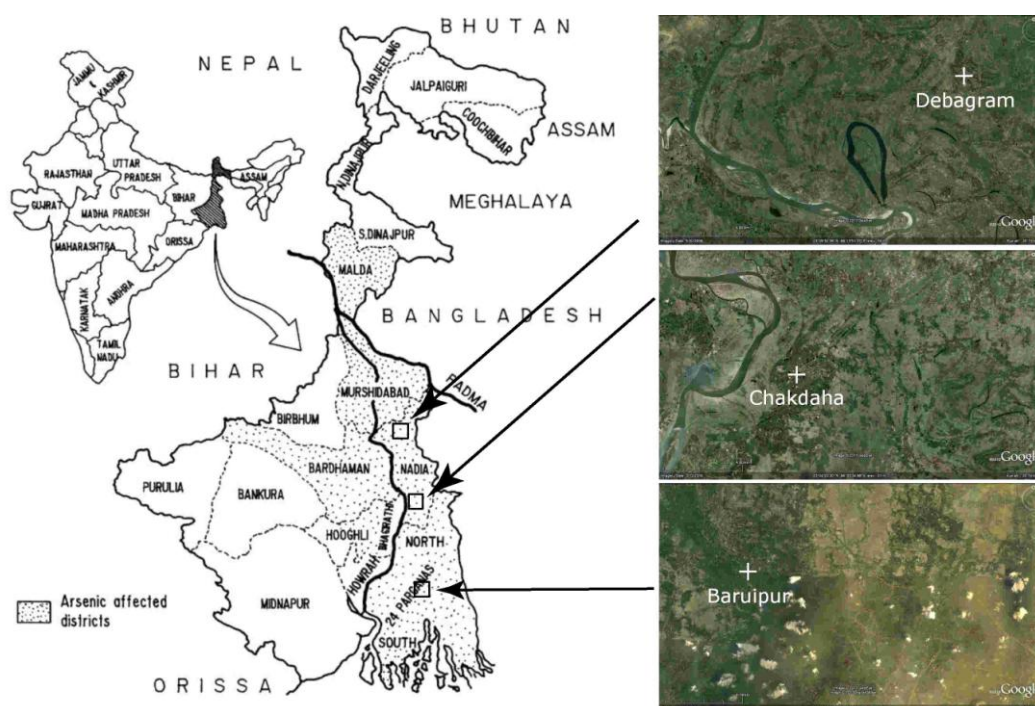 BHUTAN
NEPAL
DARJEELING
JALPAIGURI
COOCHBIHAR
ASSAM
N.DINAJPUR
MEGHALAYA
S.DINAJPUR
MALDA
BANGLADESH
BIHAR
MURSHIDABAD
PADMA
BIRBHUM
BARDHAMAN
NADIA
PURULIA
BANKURA
HOOGHLI
BHAGIRATHI
NORTH
HOWRAH
24 PARGANAS
MIDNAPUR
SOUTH
ORISSA
Arsenic affected
districts
JAMMU
&
KASHMIR
RAJASTHAN
UTTAR
PRADESH
BIHAR
ASSAM
GUJRAT
MADHA PRADESH
MAHARASHTRA
ORISSA
ANDHRA
KARNATAK
TAMIL
NADU
Debagram
Google
Chakdaha
Google
Baruipur
Google